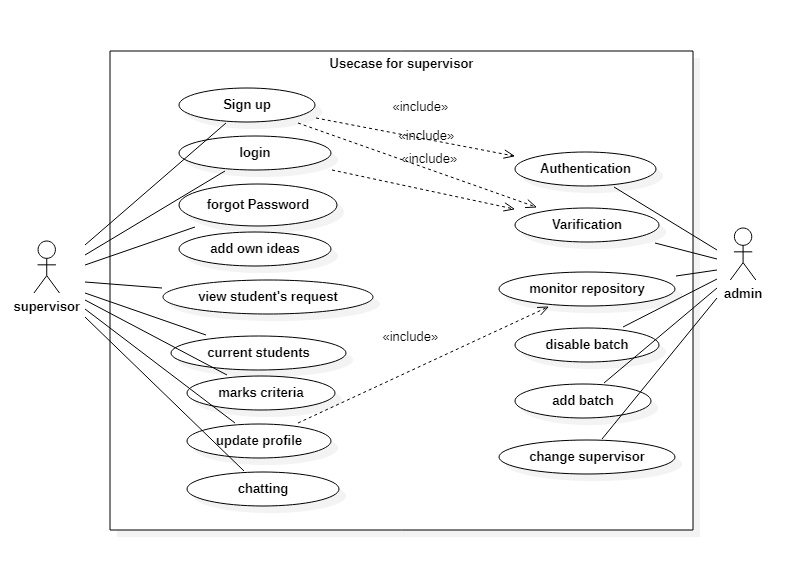 Usecase for supervisor
Sign up
«include»
«include»
login
«include»
Authentication
forgot Password
Varification
add own ideas
view student's request
monitor repository
supervisor
admin
«include»
disable batch
current students
marks criteria
add batch
update profile
change supervisor
chatting